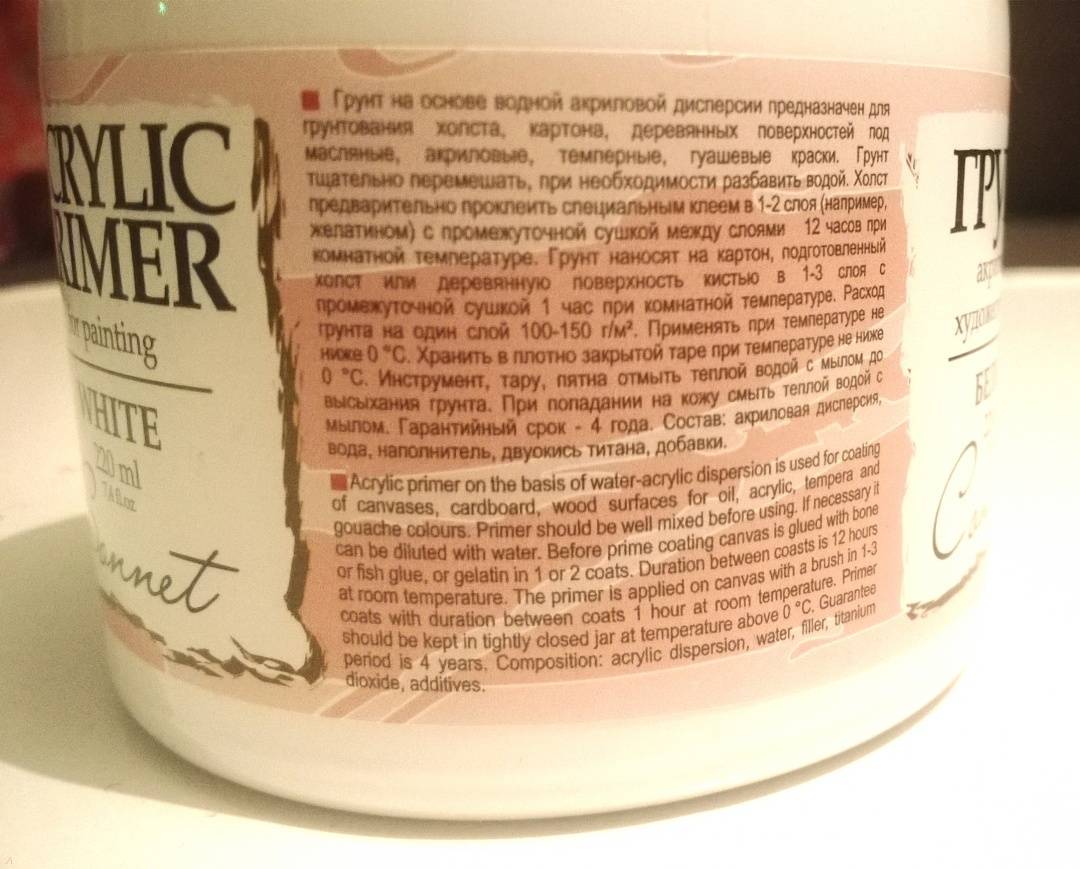 CRYLIC
RIMER
or painting
WHITE
220 ml
7.4 fl.oz
onnet
Грунт на основе водной акриловой дисперсии предназначен для
грунтования холста, картона, деревянных поверхностей под
масляные, акриловые, темперные, гуашевые краски. Грунт
тщательно перемешать, при необходимости разбавить водой. Холст
предварительно проклеить специальным клеем в 1-2 слоя (например,
желатином) с промежуточной сушкой между слоями 12 часов при
комнатной температуре. Грунт наносят на картон, подготовленный
холст или деревянную поверхность кистью в 1-3 слоя с
промежуточной сушкой 1 час при комнатной температуре. Расход
грунта на один слой 100-150 г/м². Применять при температуре не
ниже 0 °С. Хранить в плотно закрытой таре при температуре не ниже
0 °С. Инструмент, тару, пятна отмыть теплой водой с мылом до
высыхания грунта. При попадании на кожу смыть теплой водой с
мылом. Гарантийный срок - 4 года. Состав: акриловая дисперсия,
вода, наполнитель, двуокись титана, добавки.
Acrylic primer on the basis of water-acrylic dispersion is used for coating
of canvases, cardboard, wood surfaces for oil, acrylic, tempera and
gouache colours. Primer should be well mixed before using. If necessary it
can be diluted with water. Before prime coating canvas is glued with bone
or fish glue, or gelatin in 1 or 2 coats. Duration between coasts is 12 hours
at room temperature. The primer is applied on canvas with a brush in 1-3
coats with duration between coats 1 hour at room temperature. Primer
should be kept in tightly closed jar at temperature above 0 °C. Guarantee
period is 4 years. Composition: acrylic dispersion, water, filler, titanium
dioxide, additives.
ГРУ
акр
худож
БЕЛ